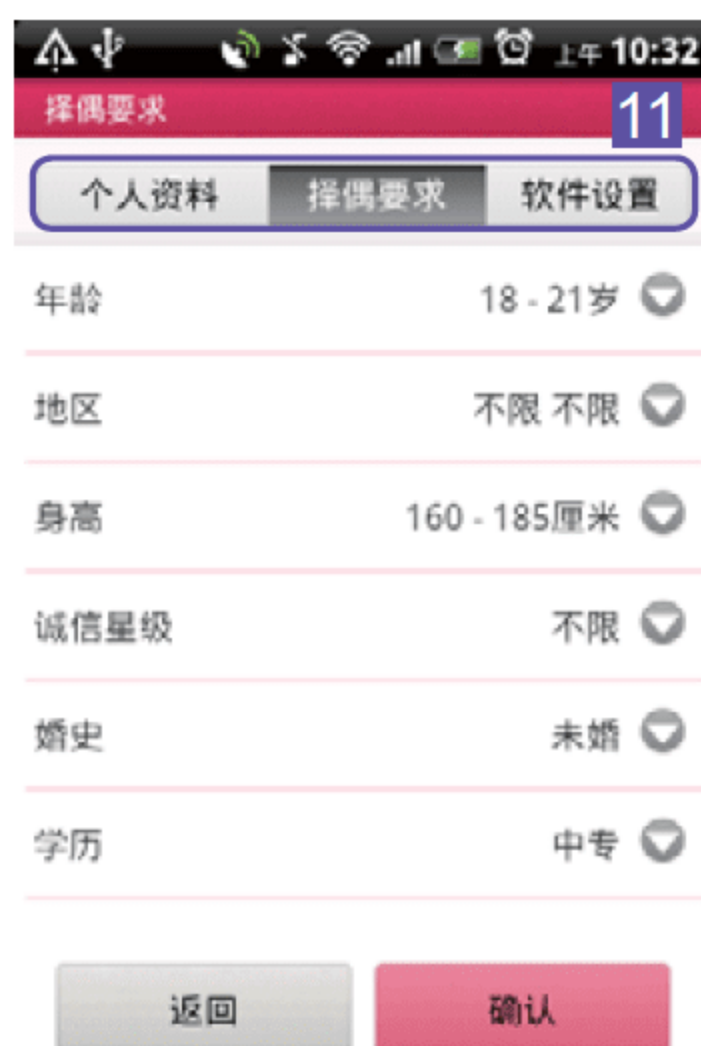 上午 10:32
择偶要求 11
个人资料 择偶要求 软件设置
年龄 18 - 21岁
地区 不限 不限
身高 160 - 185厘米
诚信星级 不限
婚史 未婚
学历 中专
返回 确认